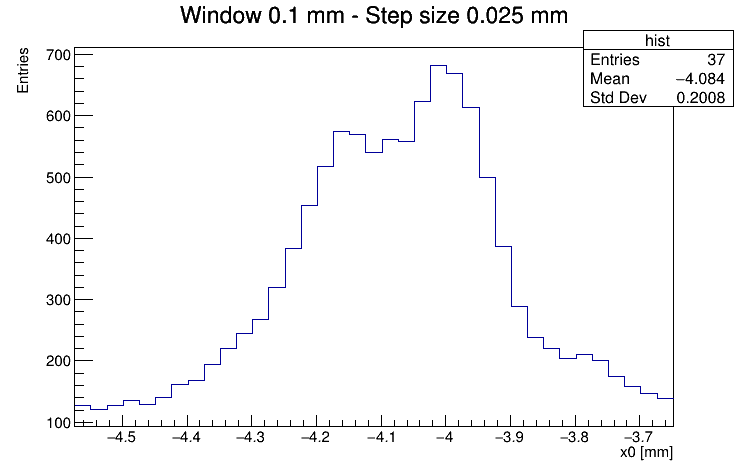 Window 0.1 mm - Step size 0.025 mm
hist
Entries 37
Mean −4.084
Std Dev 0.2008
Entries
700
600
500
400
300
200
100
−4.5 −4.4 −4.3 −4.2 −4.1 −4 −3.9 −3.8 −3.7
x0 [mm]